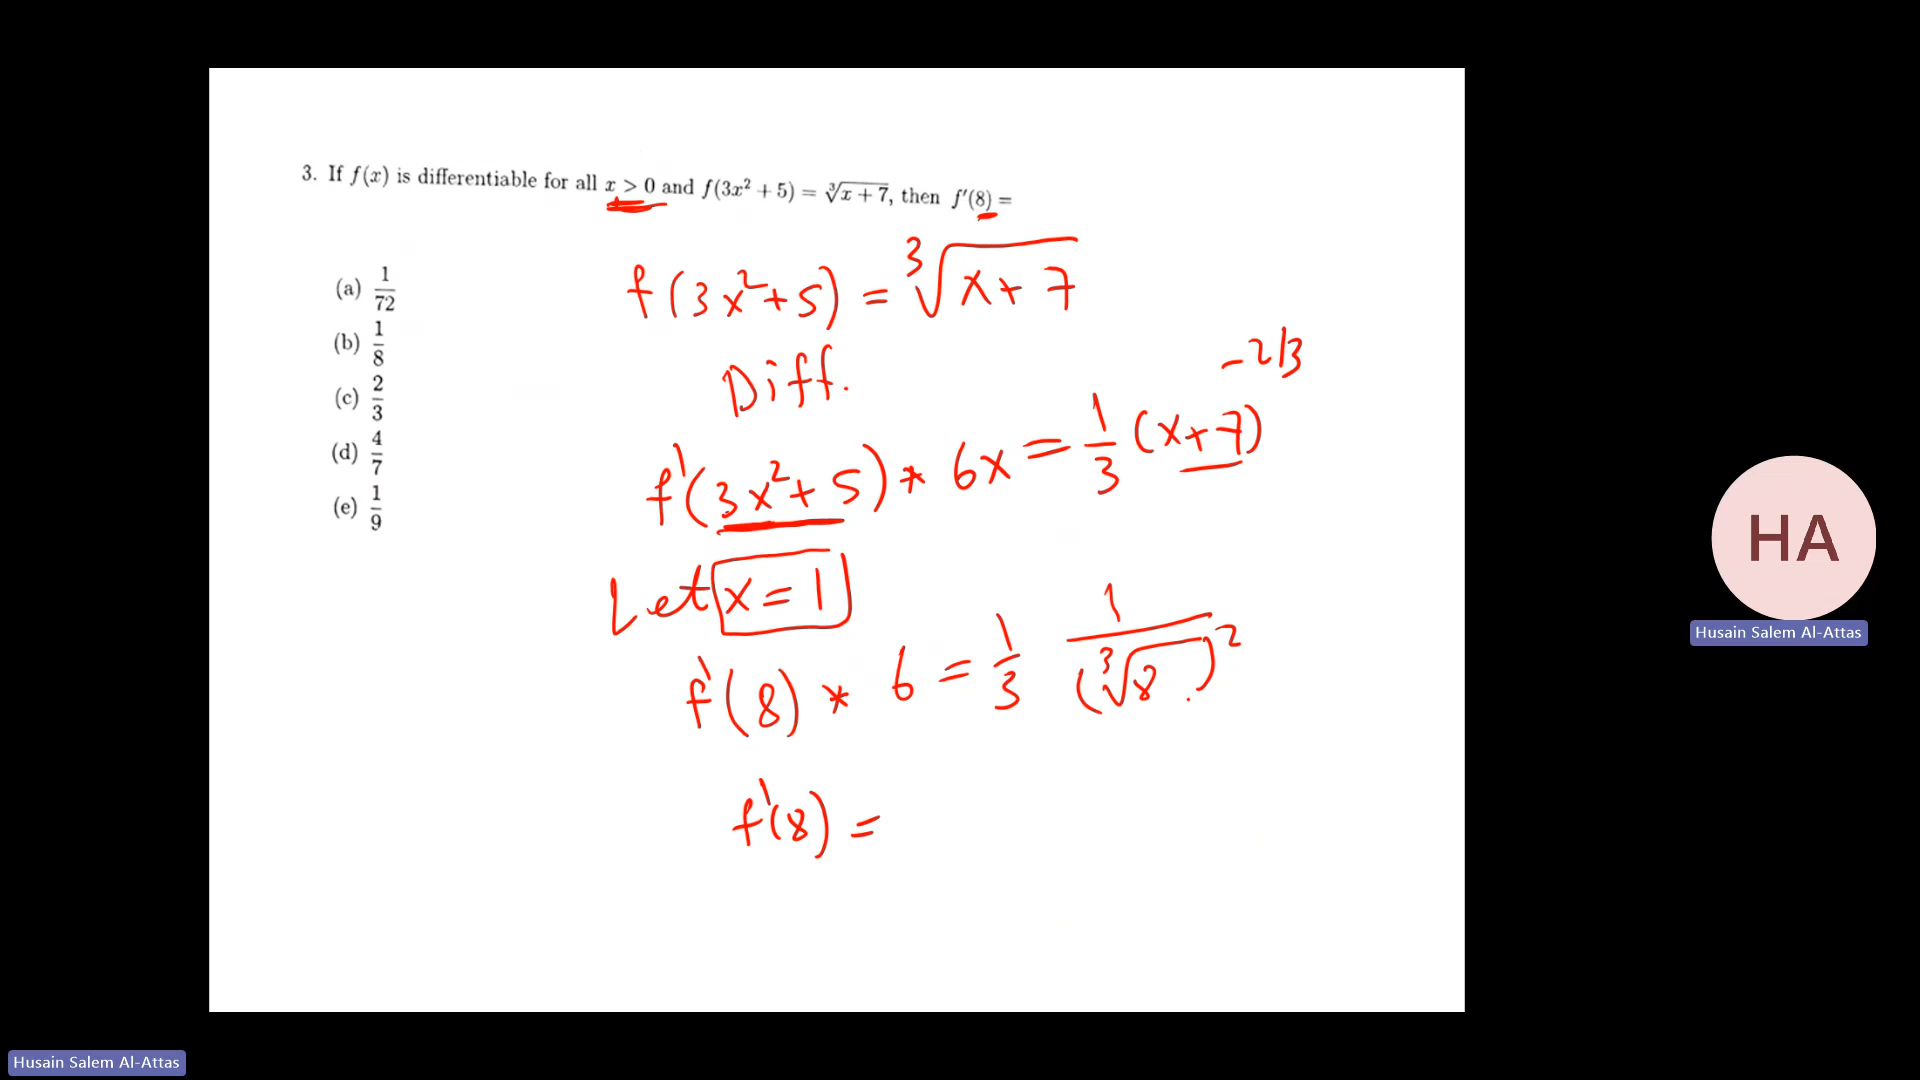 3. If f(x) is differentiable for all x > 0 and f(3x² + 5) = ∛(x + 7), then f′(8) =
(a) 1/72
(b) 1/8
(c) 2/3
(d) 4/7
(e) 1/9
f(3x²+5) = ∛(x+7)
Diff.
f'(3x²+5) * 6x = 1/3 (x+7)^(-2/3)
Let x = 1
f'(8) * 6 = 1/3 1/(∛8)²
f'(8) =
HA
Husain Salem Al-Attas
Husain Salem Al-Attas